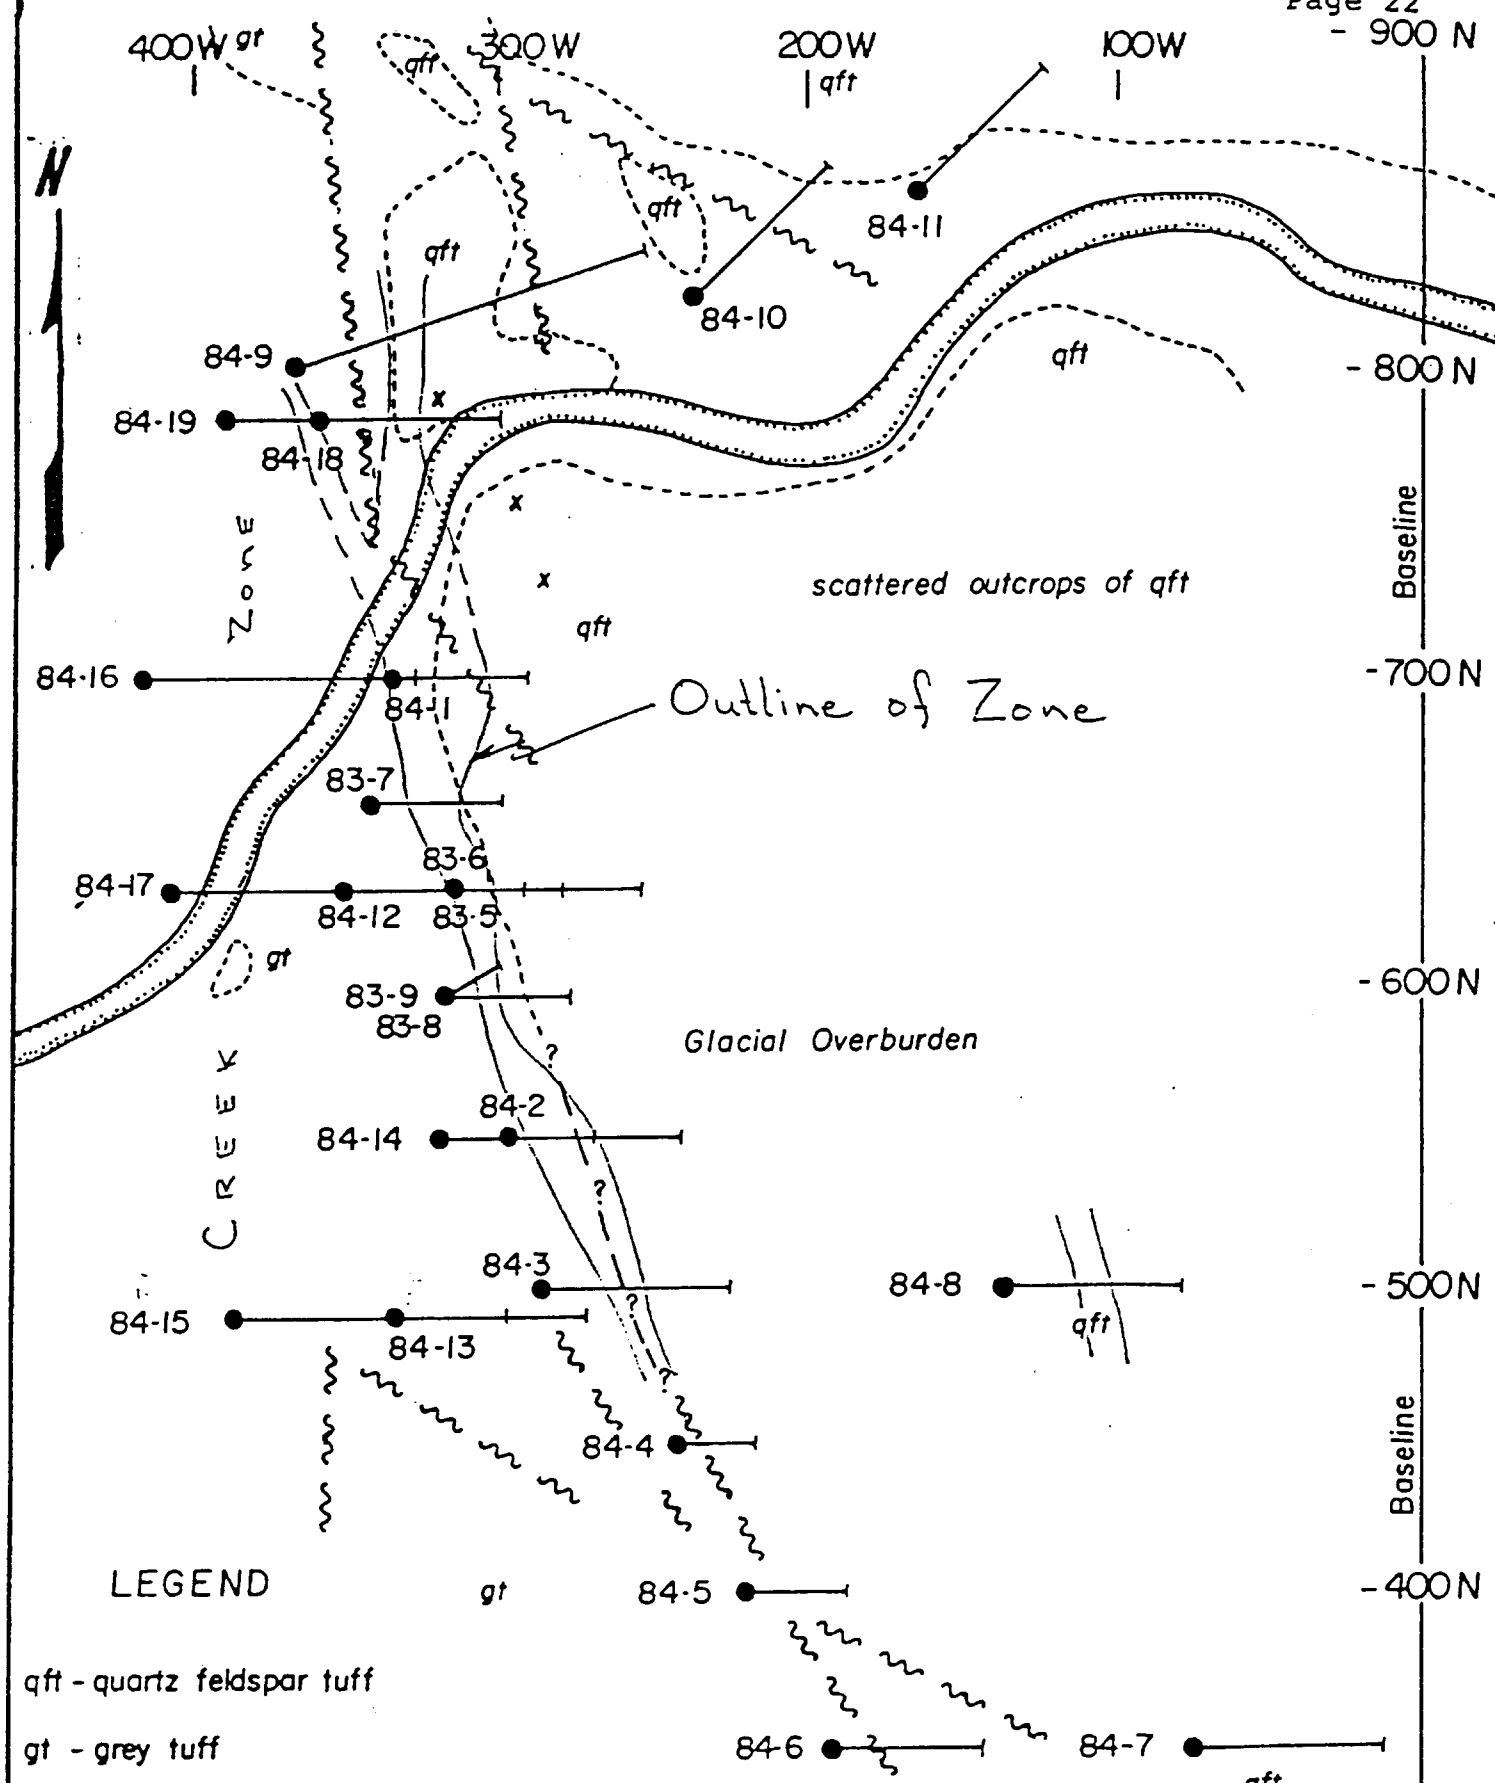 Page 22
400W gt
qft
300W
200W
qft
100W
- 900 N
N
qft
qft
84-11
84-10
84-9
qft
- 800 N
84-19
84-18
x
x
x
ZONE
Baseline
scattered outcrops of qft
qft
84-16
84-1
- 700 N
Outline of Zone
83-7
83-6
84-17
84-12
83-5
gt
83-9
83-8
- 600 N
CREEK
Glacial Overburden
?
84-2
84-14
?
84-3
84-8
- 500 N
?
qft
84-15
84-13
?
84-4
Baseline
LEGEND
gt
84-5
- 400 N
qft - quartz feldspar tuff
gt - grey tuff
84-6
84-7
qft